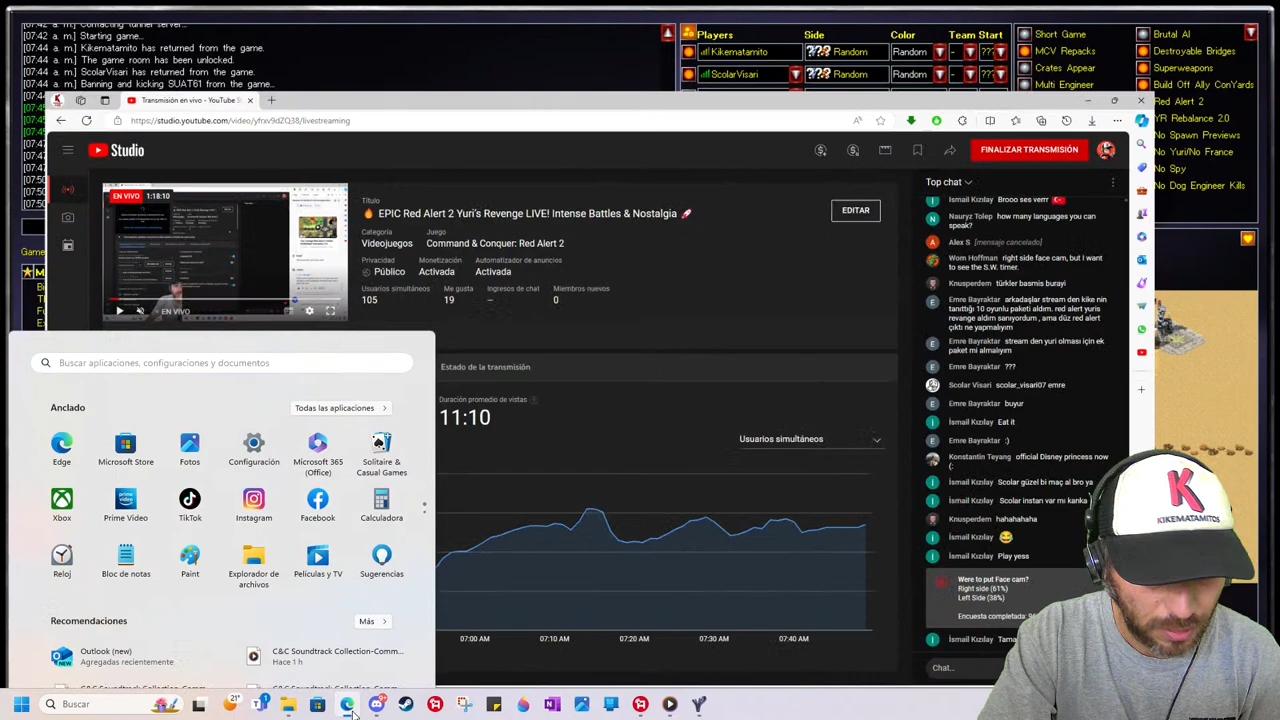 [07:42 a. m.] Contacting tunnel server...
[07:42 a. m.] Starting game...
[07:44 a. m.] Kikematamito has returned from the game.
[07:44 a. m.] The game room has been unlocked.
[07:44 a. m.] ScolarVisari has returned from the game.
Banning and kicking SUAT61 from the game...
Players
Side
Color
Team
Start
Kikematamito
??? Random
Random
-
???
ScolarVisari
??? Random
Random
-
???
Short Game
MCV Repacks
Crates Appear
Multi Engineer
Brutal AI
Destroyable Bridges
Superweapons
Build Off Ally ConYards
Red Alert 2
YR Rebalance 2.0
No Spawn Previews
No Yuri/No France
No Spy
No Dog Engineer Kills
Transmisión en vivo - YouTube S
https://studio.youtube.com/video/yfrxv9dZQ38/livestreaming
Studio
FINALIZAR TRANSMISIÓN
EN VIVO 1:18:10
EN VIVO
Título
🔥 EPIC Red Alert 2 Yuri's Revenge LIVE! Intense Battles & Nostalgia 🚀
EDITAR
Categoría
Juego
Videojuegos
Command & Conquer: Red Alert 2
Privacidad
Monetización
Automatizador de anuncios
Público
Activada
Activada
Usuarios simultáneos
Me gusta
Ingresos de chat
Miembros nuevos
105
19
–
0
Estado de la transmisión
Duración promedio de vistas
11:10
Usuarios simultáneos
07:00 AM
07:10 AM
07:20 AM
07:30 AM
07:40 AM
Top chat
İsmail Kızılay Brooo ses verrr 🇹🇷
Nauryz Tolep how many languages you can
speak?
Alex S [mensaje cancelado]
Wom Hoffman right side face cam, but I want
to see the S.W. timer.
Knusperdem türkler basmis burayi
Emre Bayraktar arkadaşlar stream den kike nin
tanıttığı 10 oyunlu paketi aldım. red alert yuris
revange aldım sanıyordum , ama düz red alert
çıktı ne yapmalıyım
Emre Bayraktar stream den yuri olması için ek
paket mi almalıyım
Emre Bayraktar ???
Scolar Visari scolar_visari07 emre
Emre Bayraktar buyur
İsmail Kızılay Eat it
Emre Bayraktar :)
Konstantin Teyang official Disney princess now
(:
İsmail Kızılay Scolar güzel bi maç al bro ya
İsmail Kızılay Scolar instan var mı kanka
Knusperdem hahahahaha
İsmail Kızılay 😂
İsmail Kızılay Play yess
Were to put Face cam?
Right side (61%)
Left Side (38%)
Encuesta completada: 9
İsmail Kızılay Tama
Chat...
Buscar aplicaciones, configuraciones y documentos
Anclado
Todas las aplicaciones >
Edge
Microsoft Store
Fotos
Configuración
Microsoft 365
(Office)
Solitaire &
Casual Games
Xbox
Prime Video
TikTok
Instagram
Facebook
Calculadora
Reloj
Bloc de notas
Paint
Explorador de
archivos
Películas y TV
Sugerencias
Recomendaciones
Más >
Outlook (new)
Agregadas recientemente
C&C Soundtrack Collection-Comm...
Hace 1 h
K
KIKEMATAMITOS
Buscar
21°